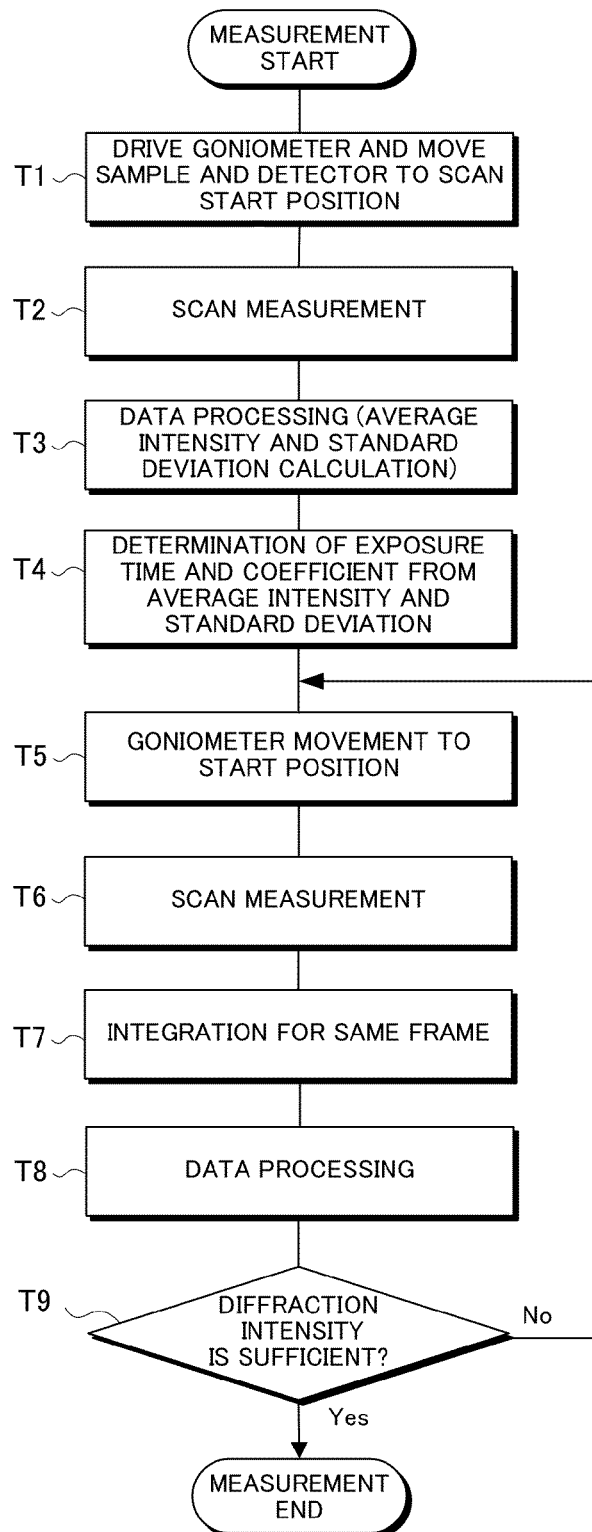 MEASUREMENT
START
T1
DRIVE GONIOMETER AND MOVE
SAMPLE AND DETECTOR TO SCAN
START POSITION
T2
SCAN MEASUREMENT
T3
DATA PROCESSING (AVERAGE
INTENSITY AND STANDARD
DEVIATION CALCULATION)
T4
DETERMINATION OF EXPOSURE
TIME AND COEFFICIENT FROM
AVERAGE INTENSITY AND
STANDARD DEVIATION
T5
GONIOMETER MOVEMENT TO
START POSITION
T6
SCAN MEASUREMENT
T7
INTEGRATION FOR SAME FRAME
T8
DATA PROCESSING
T9
DIFFRACTION
INTENSITY
IS SUFFICIENT?
No
Yes
MEASUREMENT
END